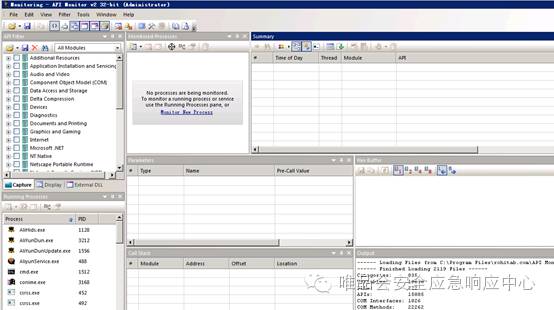 Monitoring - API Monitor v2 32-bit (Administrator)
File Edit View Filter Tools Window Help
API Filter
All Modules
Additional Resources
Application Installation and Servicing
Audio and Video
Component Object Model (COM)
Data Access and Storage
Delta Compression
Devices
Diagnostics
Documents and Printing
Graphics and Gaming
Internet
Microsoft .NET
NT Native
Netscape Portable Runtime
Capture Display External DLL
Running Processes
Process PID
AliHids.exe 1128
AliYunDun.exe 3212
AliYunDunUpdate.exe 1556
AliyunService.exe 488
cmd.exe 1512
conime.exe 3168
csrss.exe 452
csrss.exe 492
Monitored Processes
No processes are being monitored.
To monitor a running process or service
use the Running Processes pane, or
Monitor New Process
Summary
# Time of Day Thread Module API
Parameters
# Type Name Pre-Call Value
Hex Buffer
Call Stack
# Module Address Offset Location
Output
------ Loading Files from C:\Program Files\rohitab.com\API Mon
------ Finished Loading 2119 Files ------
Categories: 835
APIs: 15885
COM Interfaces: 1826
COM Methods: 22262
唯品会安全应急响应中心